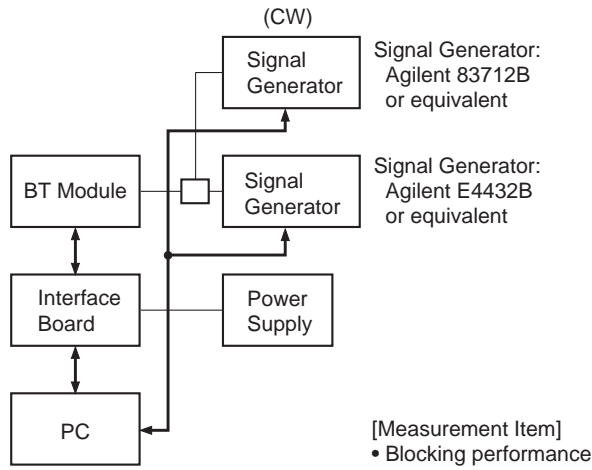 (CW)
Signal
Generator
Signal Generator:
Agilent 83712B
or equivalent
BT Module
Signal
Generator
Signal Generator:
Agilent E4432B
or equivalent
Interface
Board
Power
Supply
PC
[Measurement Item]
• Blocking performance